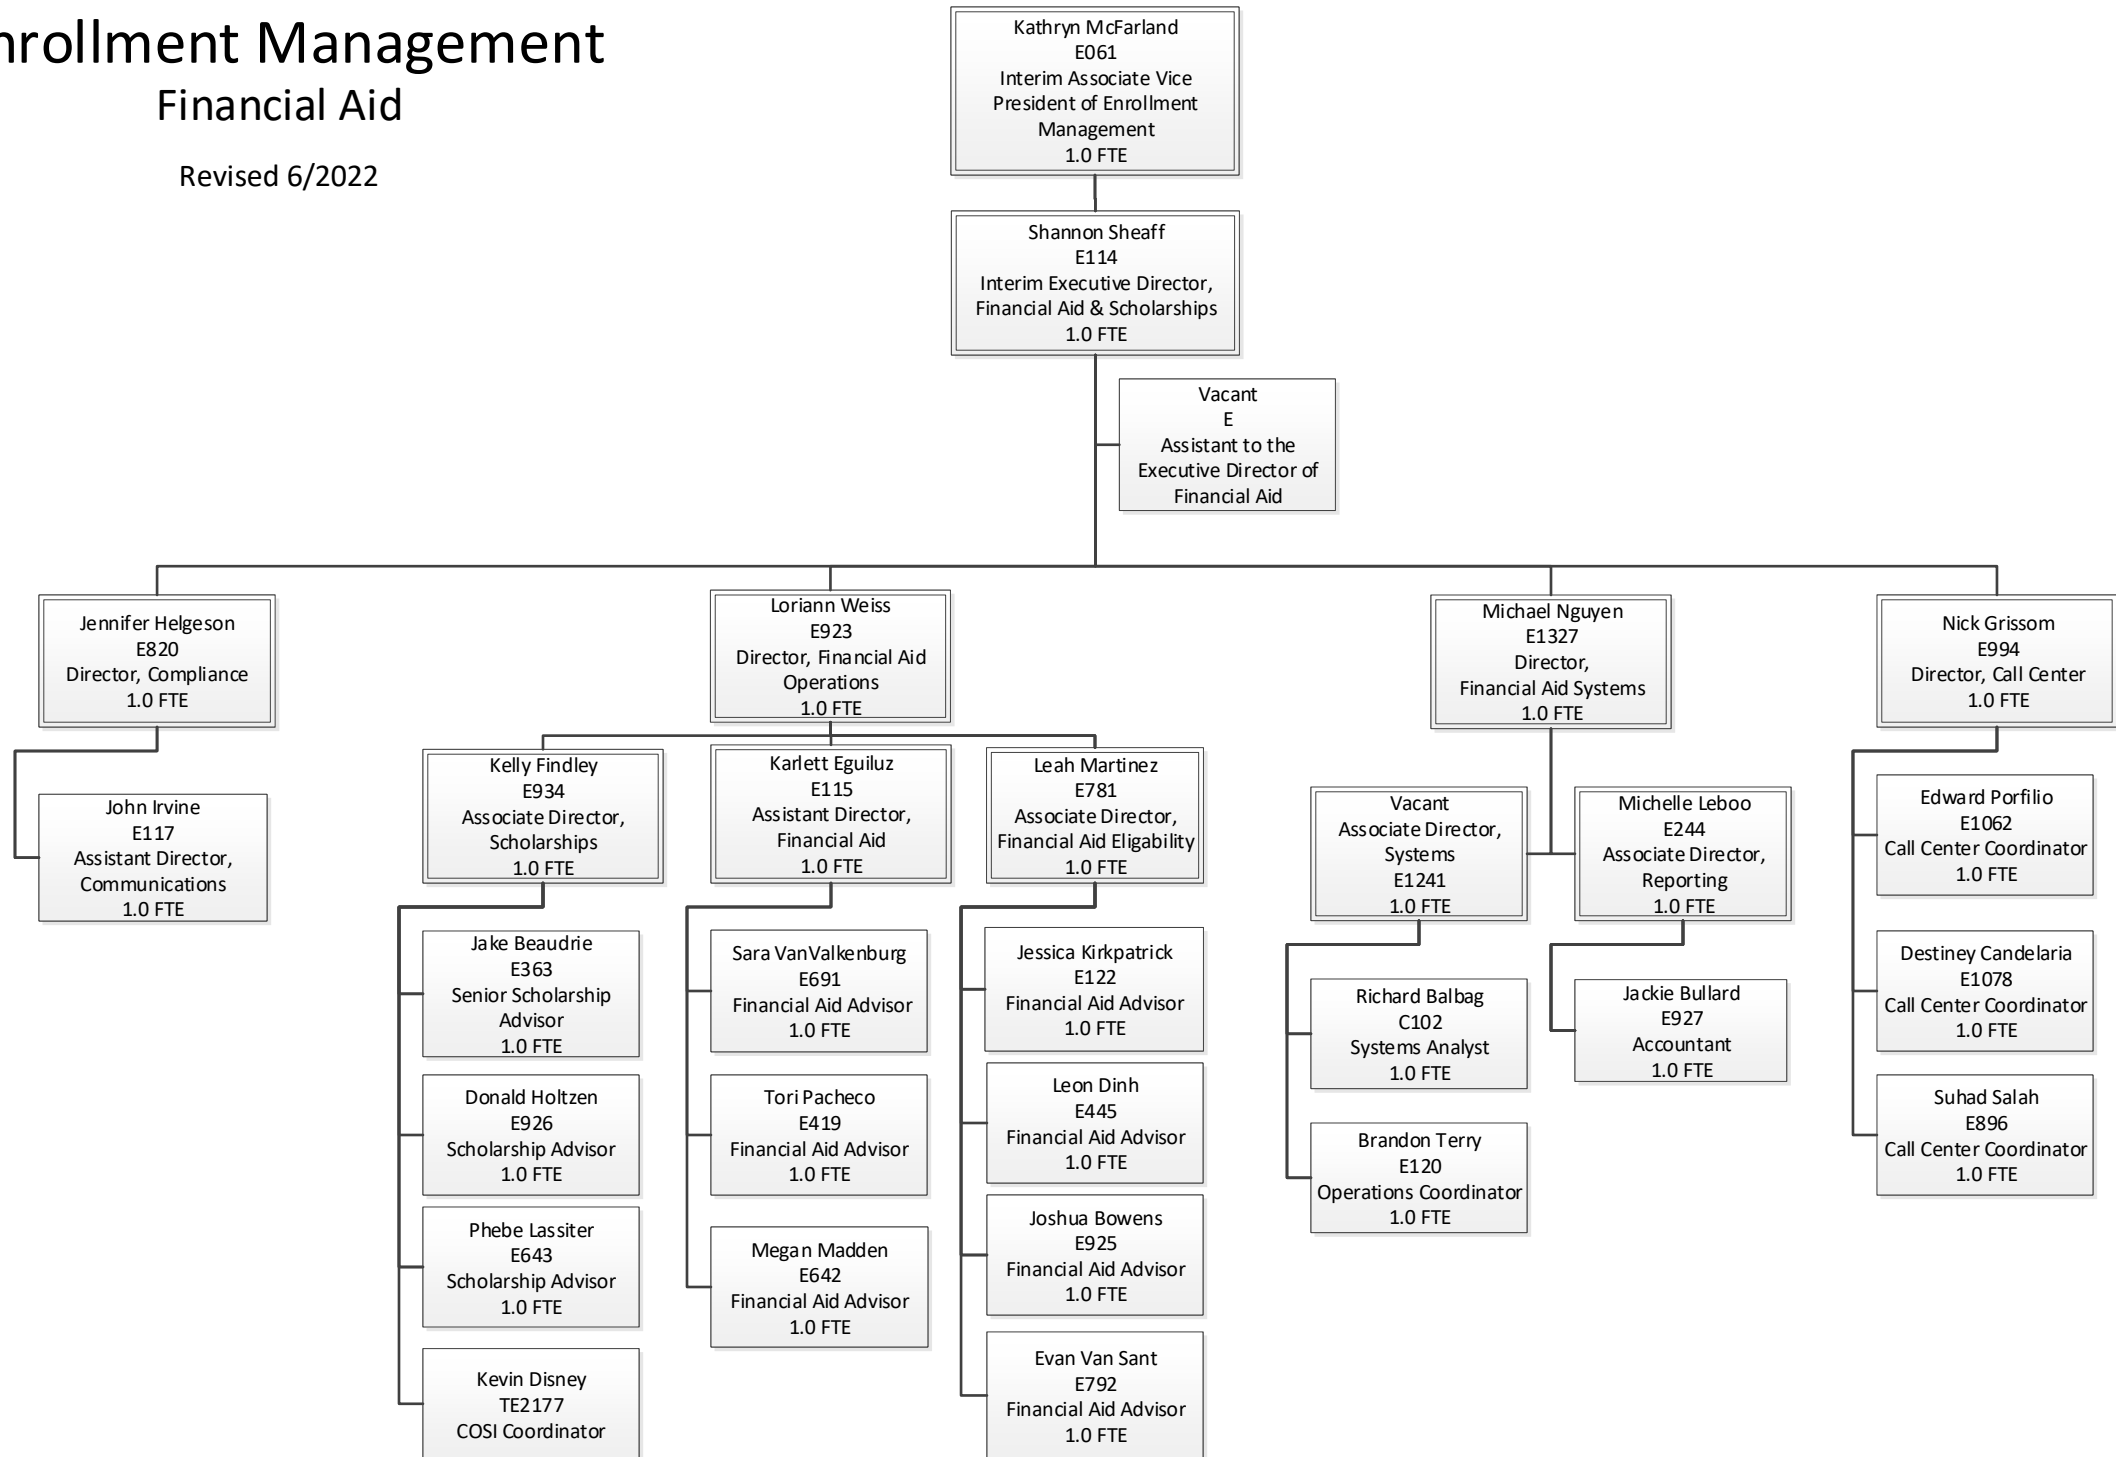 nrollment Management
Financial Aid
Revised 6/2022
Kathryn McFarland
E061
Interim Associate Vice
President of Enrollment
Management
1.0 FTE
Shannon Sheaff
E114
Interim Executive Director,
Financial Aid & Scholarships
1.0 FTE
Vacant
E
Assistant to the
Executive Director of
Financial Aid
Jennifer Helgeson
E820
Director, Compliance
1.0 FTE
John Irvine
E117
Assistant Director,
Communications
1.0 FTE
Loriann Weiss
E923
Director, Financial Aid
Operations
1.0 FTE
Kelly Findley
E934
Associate Director,
Scholarships
1.0 FTE
Jake Beaudrie
E363
Senior Scholarship
Advisor
1.0 FTE
Donald Holtzen
E926
Scholarship Advisor
1.0 FTE
Phebe Lassiter
E643
Scholarship Advisor
1.0 FTE
Kevin Disney
TE2177
COSI Coordinator
Karlett Eguiluz
E115
Assistant Director,
Financial Aid
1.0 FTE
Sara VanValkenburg
E691
Financial Aid Advisor
1.0 FTE
Tori Pacheco
E419
Financial Aid Advisor
1.0 FTE
Megan Madden
E642
Financial Aid Advisor
1.0 FTE
Leah Martinez
E781
Associate Director,
Financial Aid Eligability
1.0 FTE
Jessica Kirkpatrick
E122
Financial Aid Advisor
1.0 FTE
Leon Dinh
E445
Financial Aid Advisor
1.0 FTE
Joshua Bowens
E925
Financial Aid Advisor
1.0 FTE
Evan Van Sant
E792
Financial Aid Advisor
1.0 FTE
Michael Nguyen
E1327
Director,
Financial Aid Systems
1.0 FTE
Vacant
Associate Director,
Systems
E1241
1.0 FTE
Richard Balbag
C102
Systems Analyst
1.0 FTE
Brandon Terry
E120
Operations Coordinator
1.0 FTE
Michelle Leboo
E244
Associate Director,
Reporting
1.0 FTE
Jackie Bullard
E927
Accountant
1.0 FTE
Nick Grissom
E994
Director, Call Center
1.0 FTE
Edward Porfilio
E1062
Call Center Coordinator
1.0 FTE
Destiney Candelaria
E1078
Call Center Coordinator
1.0 FTE
Suhad Salah
E896
Call Center Coordinator
1.0 FTE